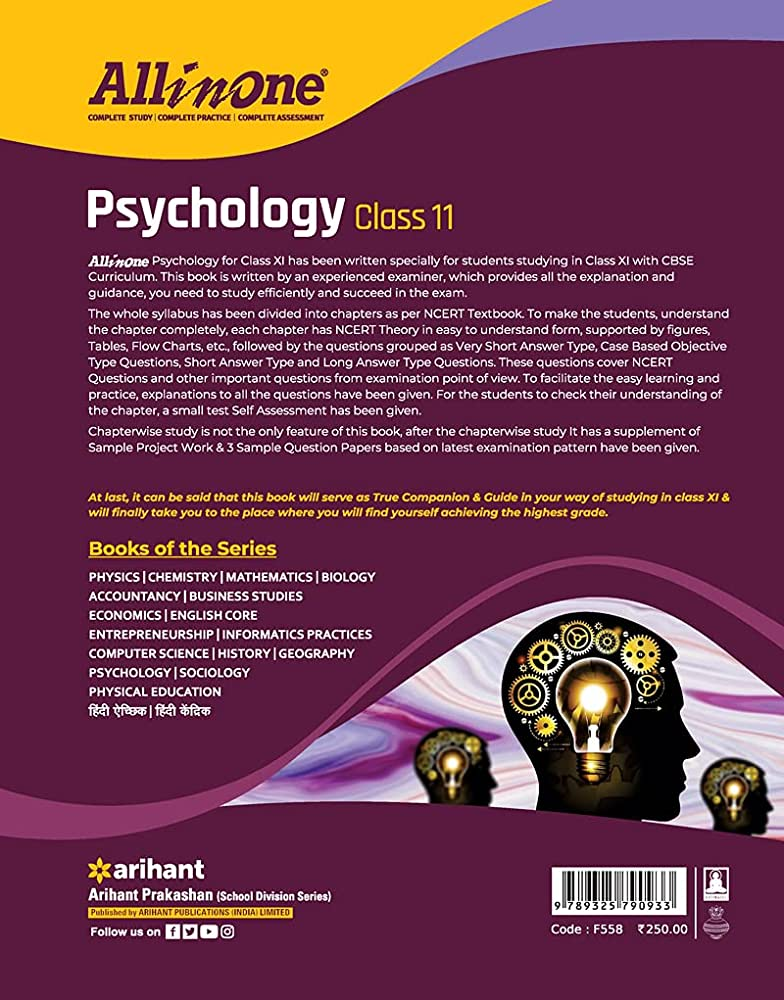 Allinone®
COMPLETE STUDY | COMPLETE PRACTICE | COMPLETE ASSESSMENT
Psychology Class 11
Allinone Psychology for Class XI has been written specially for students studying in Class XI with CBSE
Curriculum. This book is written by an experienced examiner, which provides all the explanation and
guidance, you need to study efficiently and succeed in the exam.
The whole syllabus has been divided into chapters as per NCERT Textbook. To make the students, understand
the chapter completely, each chapter has NCERT Theory in easy to understand form, supported by figures,
Tables, Flow Charts, etc., followed by the questions grouped as Very Short Answer Type, Case Based Objective
Type Questions, Short Answer Type and Long Answer Type Questions. These questions cover NCERT
Questions and other important questions from examination point of view. To facilitate the easy learning and
practice, explanations to all the questions have been given. For the students to check their understanding of
the chapter, a small test Self Assessment has been given.
Chapterwise study is not the only feature of this book, after the chapterwise study It has a supplement of
Sample Project Work & 3 Sample Question Papers based on latest examination pattern have been given.
At last, it can be said that this book will serve as True Companion & Guide in your way of studying in class XI &
will finally take you to the place where you will find yourself achieving the highest grade.
Books of the Series
PHYSICS | CHEMISTRY | MATHEMATICS | BIOLOGY
ACCOUNTANCY | BUSINESS STUDIES
ECONOMICS | ENGLISH CORE
ENTREPRENEURSHIP | INFORMATICS PRACTICES
COMPUTER SCIENCE | HISTORY | GEOGRAPHY
PSYCHOLOGY | SOCIOLOGY
PHYSICAL EDUCATION
हिंदी ऐच्छिक | हिंदी केंद्रिक
arihant
Arihant Prakashan (School Division Series)
Published by ARIHANT PUBLICATIONS (INDIA) LIMITED
Follow us on
9 789325 790933
Code : F558 ₹250.00